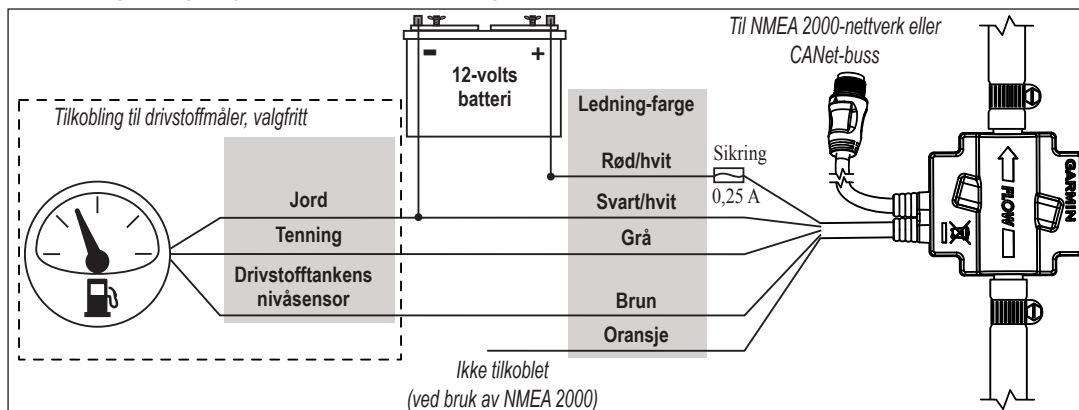 Til NMEA 2000-nettverk eller
CANet-buss
-
+
12-volts
batteri
Tilkobling til drivstoffmåler, valgfritt
Ledning-farge
Rød/hvit
Sikring
0,25 A
Jord
Svart/hvit
Tenning
Grå
Drivstofftankens
nivåsensor
Brun
Oransje
Ikke tilkoblet
(ved bruk av NMEA 2000)
FLOW
GARMIN